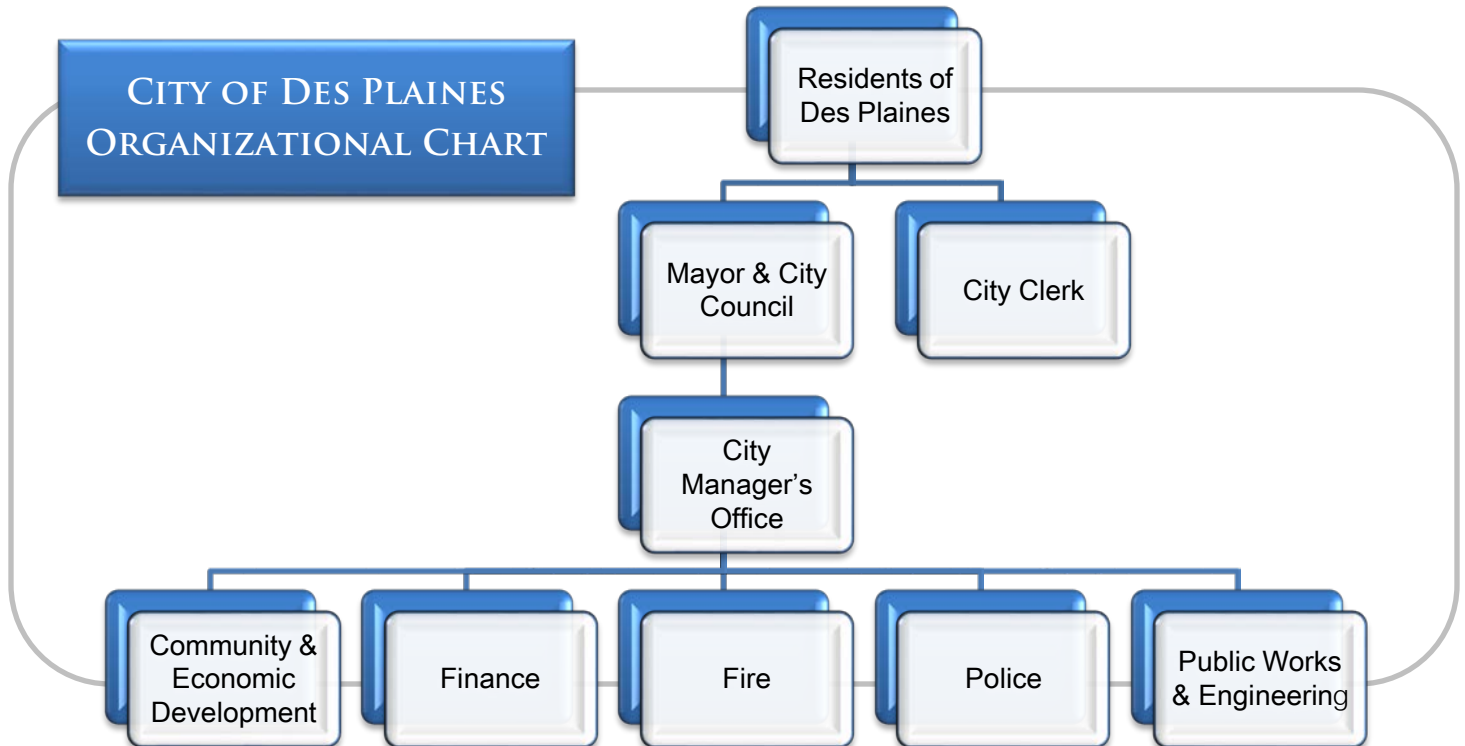 CITY OF DES PLAINES
ORGANIZATIONAL CHART
Residents of
Des Plaines
Mayor & City
Council
City Clerk
City
Manager’s
Office
Community &
Economic
Development
Finance
Fire
Police
Public Works
& Engineering